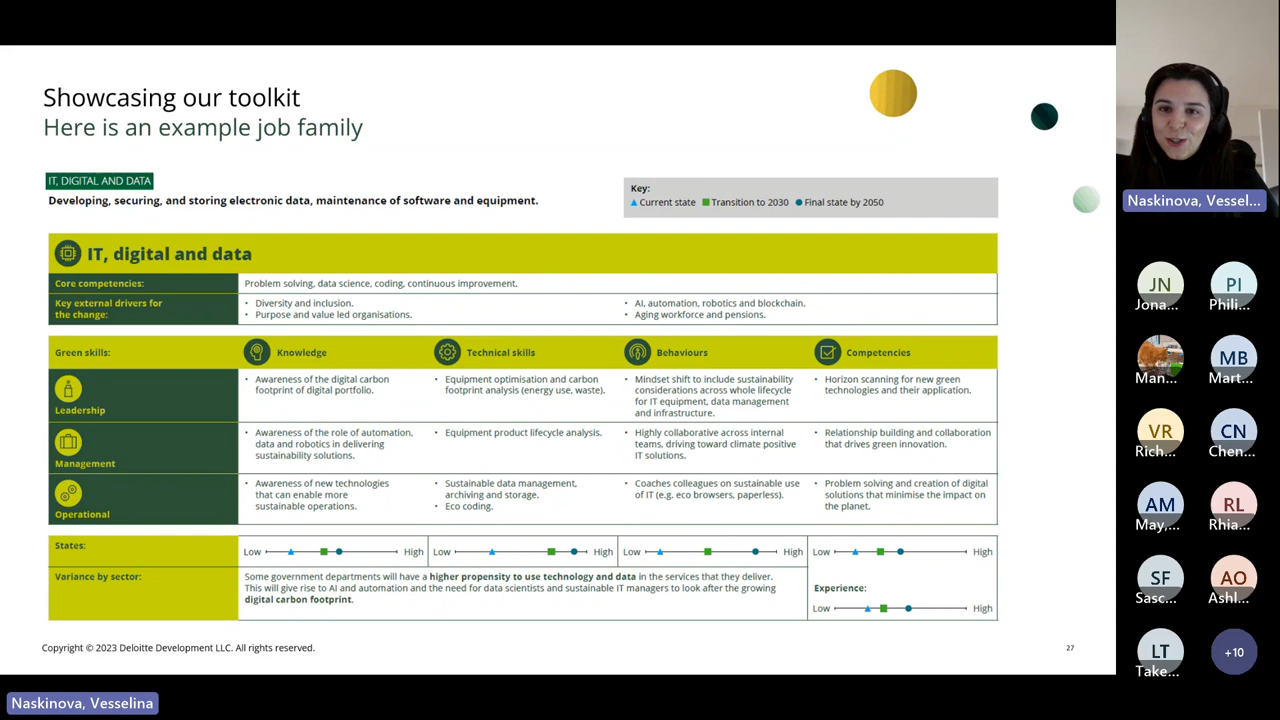 Showcasing our toolkit
Here is an example job family
IT, DIGITAL AND DATA
Developing, securing, and storing electronic data, maintenance of software and equipment.
Key:
Current state Transition to 2030 Final state by 2050
IT, digital and data
Core competencies:
Problem solving, data science, coding, continuous improvement.
Key external drivers for
the change:
• Diversity and inclusion.
• Purpose and value led organisations.
• AI, automation, robotics and blockchain.
• Aging workforce and pensions.
Green skills:
Knowledge
Technical skills
Behaviours
Competencies
Leadership
• Awareness of the digital carbon
footprint of digital portfolio.
• Equipment optimisation and carbon
footprint analysis (energy use, waste).
• Mindset shift to include sustainability
considerations across whole lifecycle
for IT equipment, data management
and infrastructure.
• Horizon scanning for new green
technologies and their application.
Management
• Awareness of the role of automation,
data and robotics in delivering
sustainability solutions.
• Equipment product lifecycle analysis.
• Highly collaborative across internal
teams, driving toward climate positive
IT solutions.
• Relationship building and collaboration
that drives green innovation.
Operational
• Awareness of new technologies
that can enable more
sustainable operations.
• Sustainable data management,
archiving and storage.
• Eco coding.
• Coaches colleagues on sustainable use
of IT (e.g. eco browsers, paperless).
• Problem solving and creation of digital
solutions that minimise the impact on
the planet.
States:
Low High
Low High
Low High
Low High
Variance by sector:
Some government departments will have a higher propensity to use technology and data in the services that they deliver.
This will give rise to AI and automation and the need for data scientists and sustainable IT managers to look after the growing
digital carbon footprint.
Experience:
Low High
Copyright © 2023 Deloitte Development LLC. All rights reserved.
27
Naskinova, Vesselina
Naskinova, Vessel...
JN
Jona...
PI
Phili...
Man...
MB
Mart...
VR
Rich...
CN
Chen...
AM
May,...
RL
Rhia...
SF
Sasc...
AO
Ashl...
LT
Take...
+10